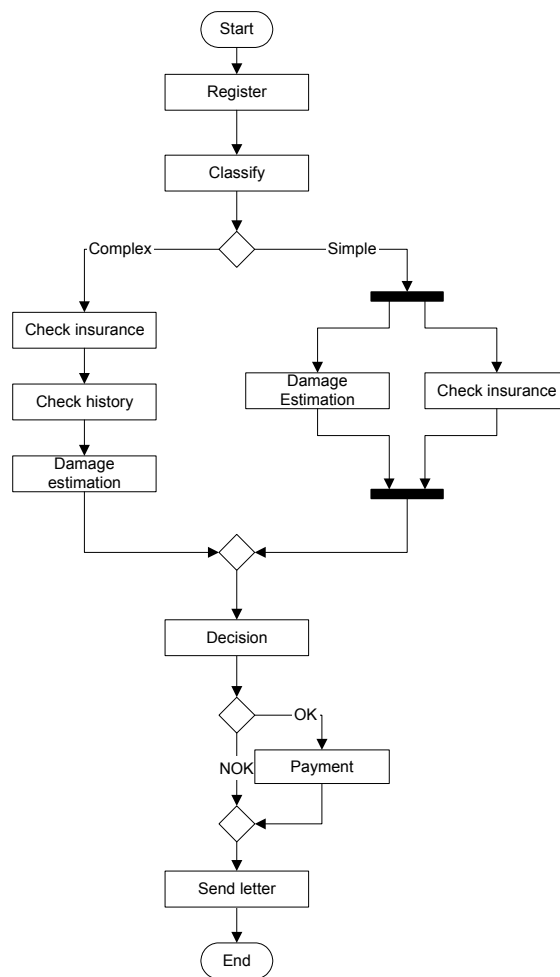 Start
Register
Classify
Complex
Simple
Check insurance
Damage
Estimation
Check insurance
Check history
Damage
estimation
Decision
OK
NOK
Payment
Send letter
End